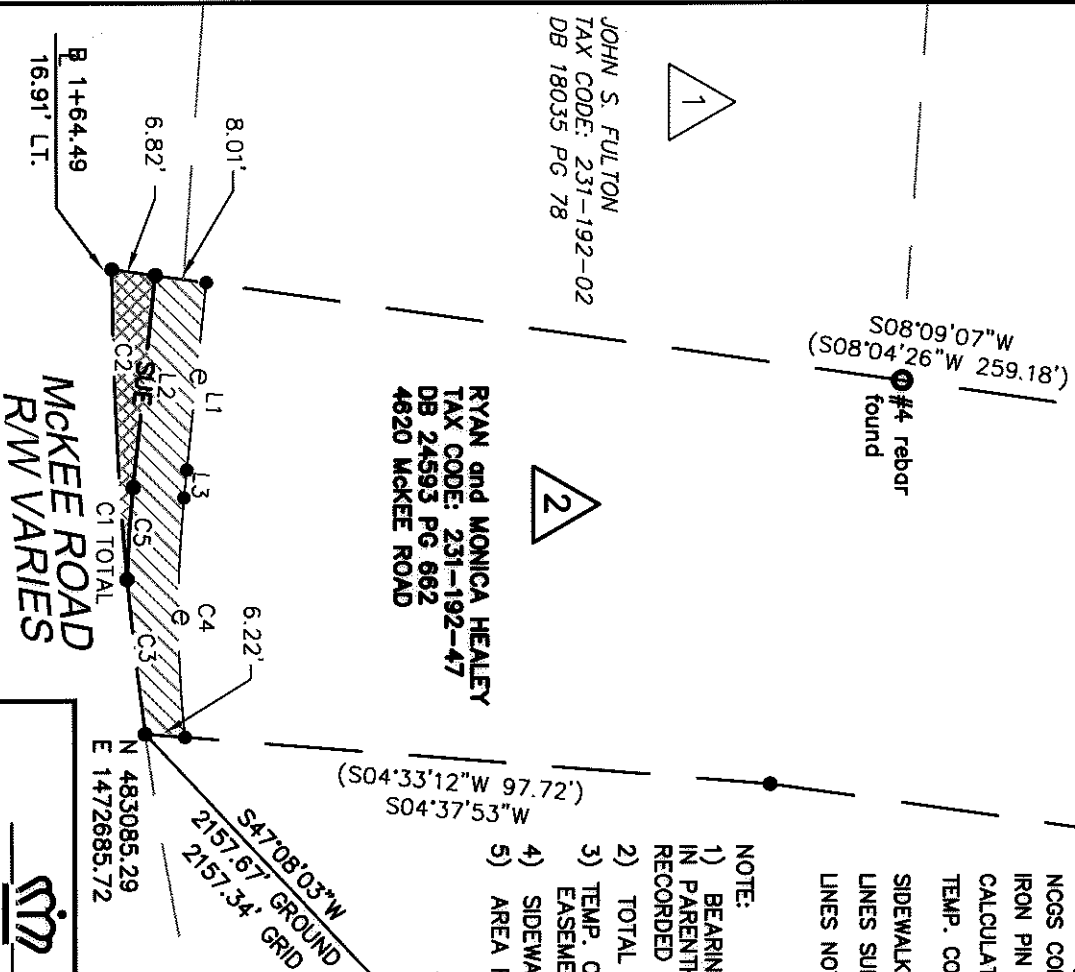 JOHN S. FULTON
TAX CODE: 231-192-02
DB 18035 PG 78
1
S08°09'07"W
(S08°04'26"W 259.18')
#4 rebar
found
2
RYAN and MONICA HEALEY
TAX CODE: 231-192-47
DB 24593 PG 662
4620 McKEE ROAD
8.01'
6.82'
BL 1+64.49
16.91' LT.
e
L1
L2
SUE
C2
L3
C5
C4
e
C3
C1 TOTAL
6.22'
McKEE ROAD
R/W VARIES
(S04°33'12"W 97.72')
S04°37'53"W
S47°08'03"W
2157.67' GROUND
2157.34' GRID
N 483085.29
E 1472685.72
NCGS
IRON PIN
CALCULAT
TEMP. CO
SIDEWALK
LINES
LINES
NOTE:
1) BEARIN
IN PARENTH
RECORDED
2) TOTAL
3) TEMP. C
EASEME
4) SIDEWA
5) AREA